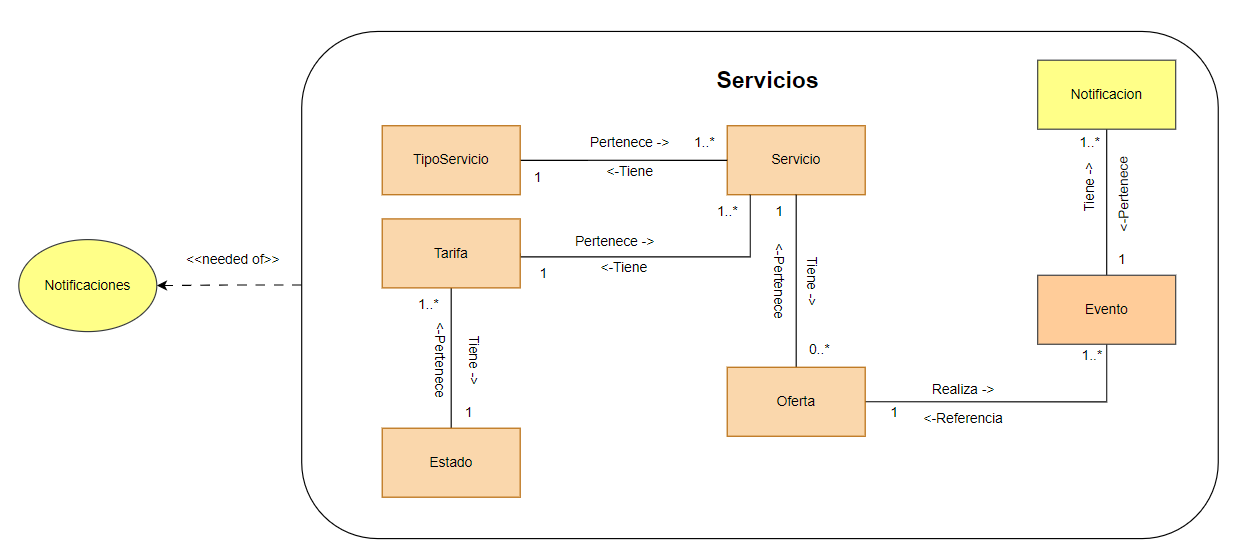 Servicios
Notificacion
TipoServicio
Pertenece ->
1..*
Servicio
1
<-Tiene
1..*
Tiene ->
<-Pertenece
1
Tarifa
Pertenece ->
1..*
1
1
<-Tiene
<<needed of>>
Notificaciones
<-Pertenece
Tiene ->
Evento
1..*
<-Pertenece
Tiene ->
0..*
1..*
1
Oferta
Realiza ->
1
<-Referencia
Estado